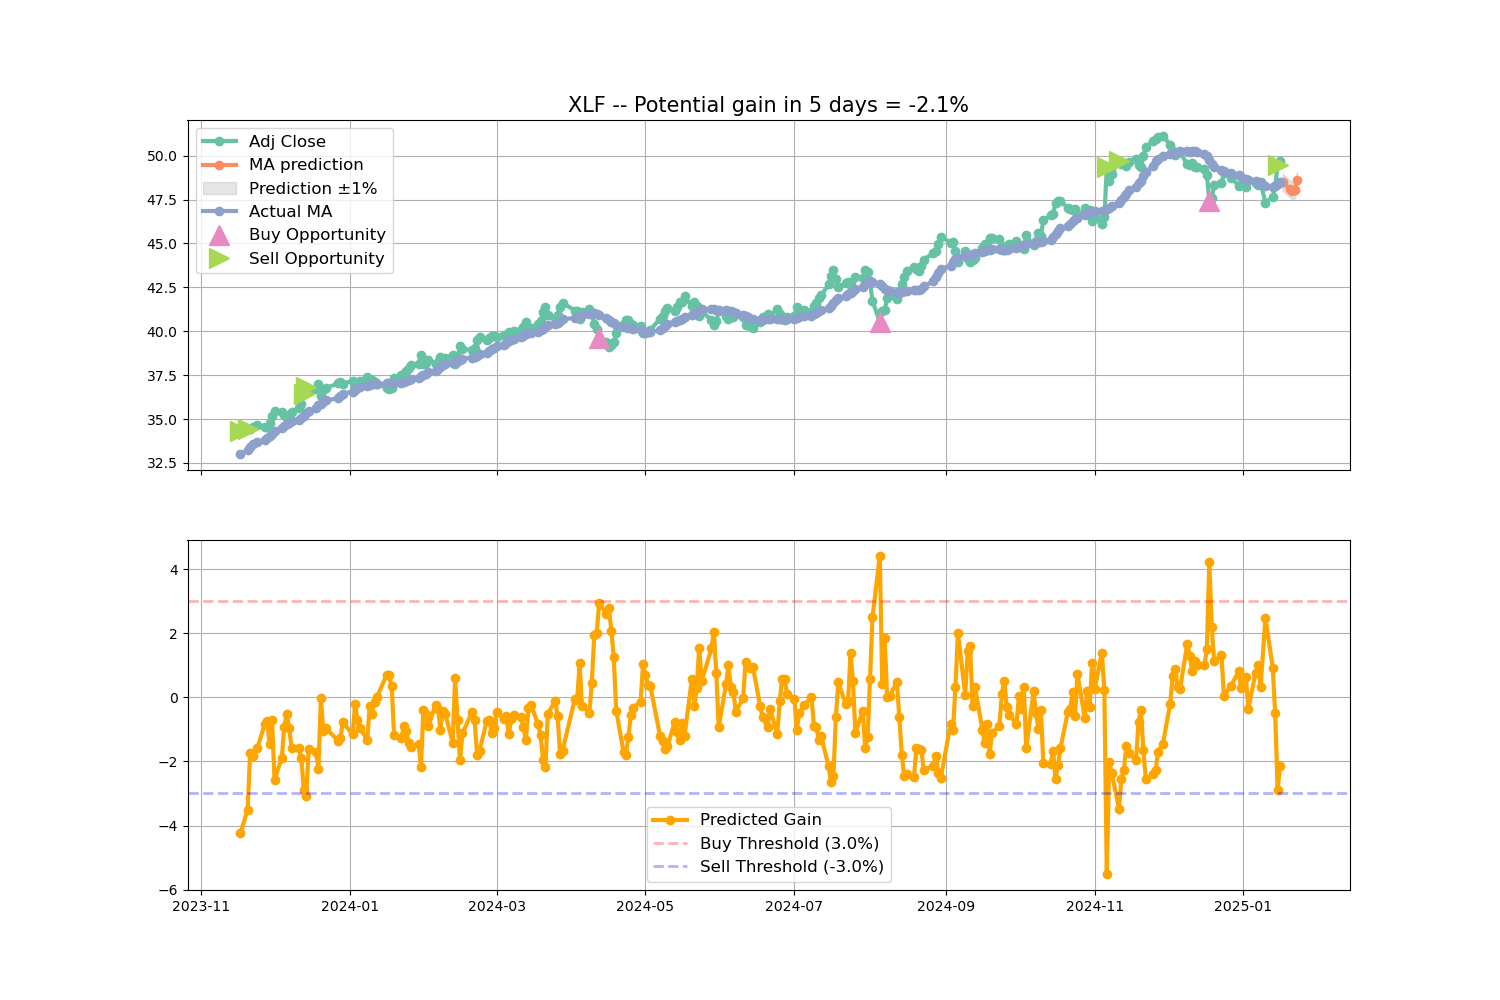 XLF -- Potential gain in 5 days = -2.1%
Adj Close
MA prediction
Prediction ±1%
Actual MA
Buy Opportunity
Sell Opportunity
50.0
47.5
45.0
42.5
40.0
37.5
35.0
32.5
4
2
0
−2
−4
−6
Predicted Gain
Buy Threshold (3.0%)
Sell Threshold (-3.0%)
2023-11
2024-01
2024-03
2024-05
2024-07
2024-09
2024-11
2025-01